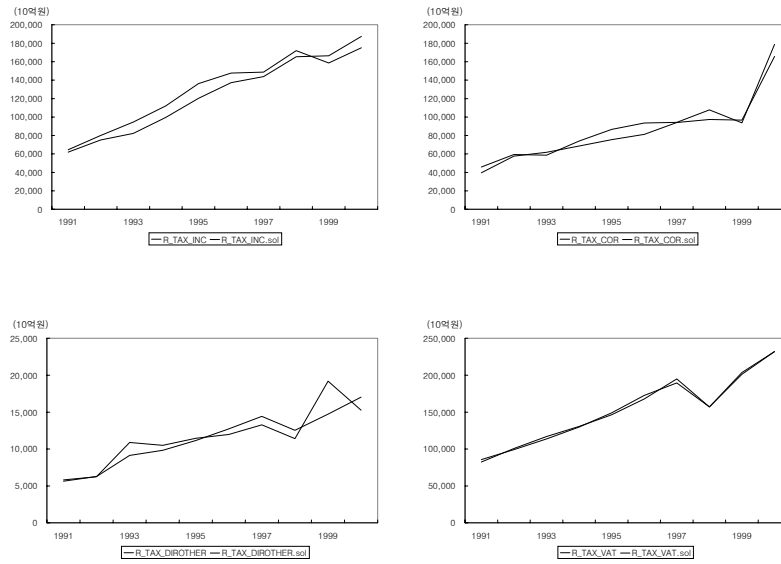 (10억원)
200,000
180,000
160,000
140,000
120,000
100,000
80,000
60,000
40,000
20,000
0
1991 1993 1995 1997 1999
R_TAX_INC R_TAX_INC.sol
(10억원)
200,000
180,000
160,000
140,000
120,000
100,000
80,000
60,000
40,000
20,000
0
1991 1993 1995 1997 1999
R_TAX_COR R_TAX_COR.sol
(10억원)
25,000
20,000
15,000
10,000
5,000
0
1991 1993 1995 1997 1999
R_TAX_DIROTHER R_TAX_DIROTHER.sol
(10억원)
250,000
200,000
150,000
100,000
50,000
0
1991 1993 1995 1997 1999
R_TAX_VAT R_TAX_VAT.sol